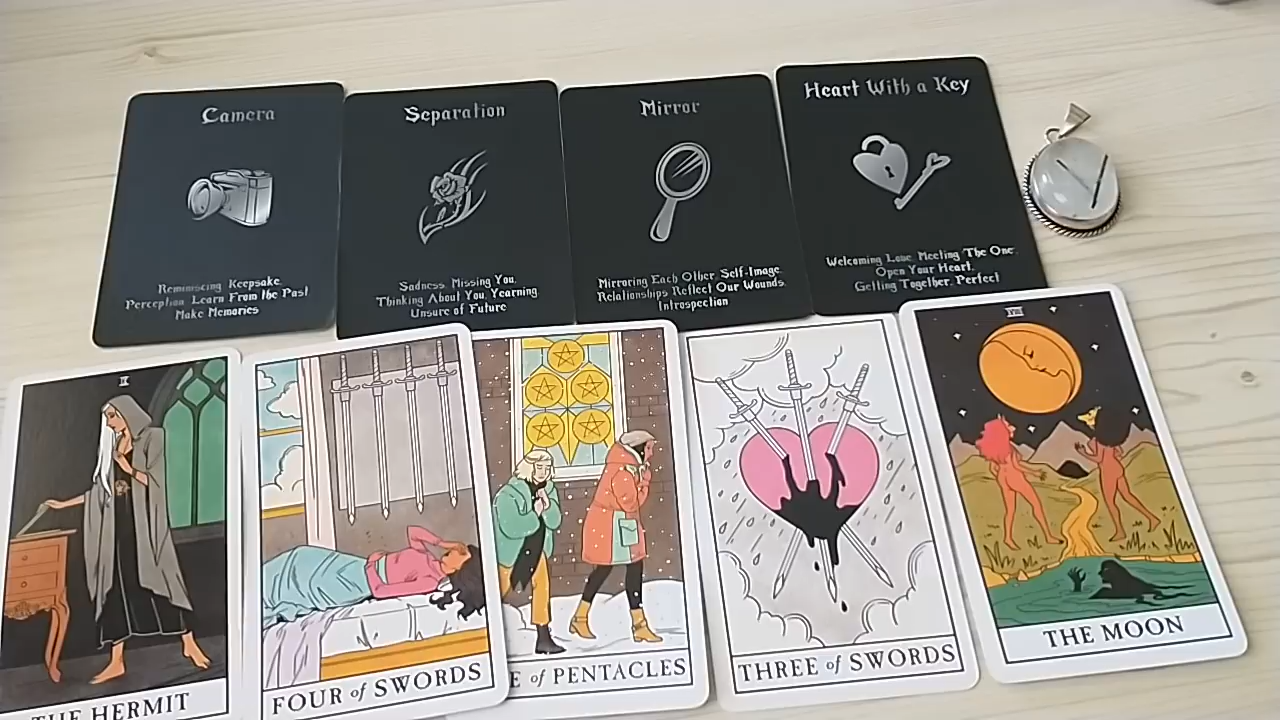 Camera
Reminiscing, Keepsake,
Perception, Learn From the Past
Make Memories
Separation
Sadness, Missing You,
Thinking About You, Yearning,
Unsure of Future
Mirror
Mirroring Each Other, Self-Image,
Relationships Reflect Our Wounds,
Introspection
Heart With a Key
Welcoming Love, Meeting "The One",
Open Your Heart,
Getting Together, Perfect
IX
THE HERMIT
FOUR of SWORDS
E of PENTACLES
THREE of SWORDS
XVIII
THE MOON